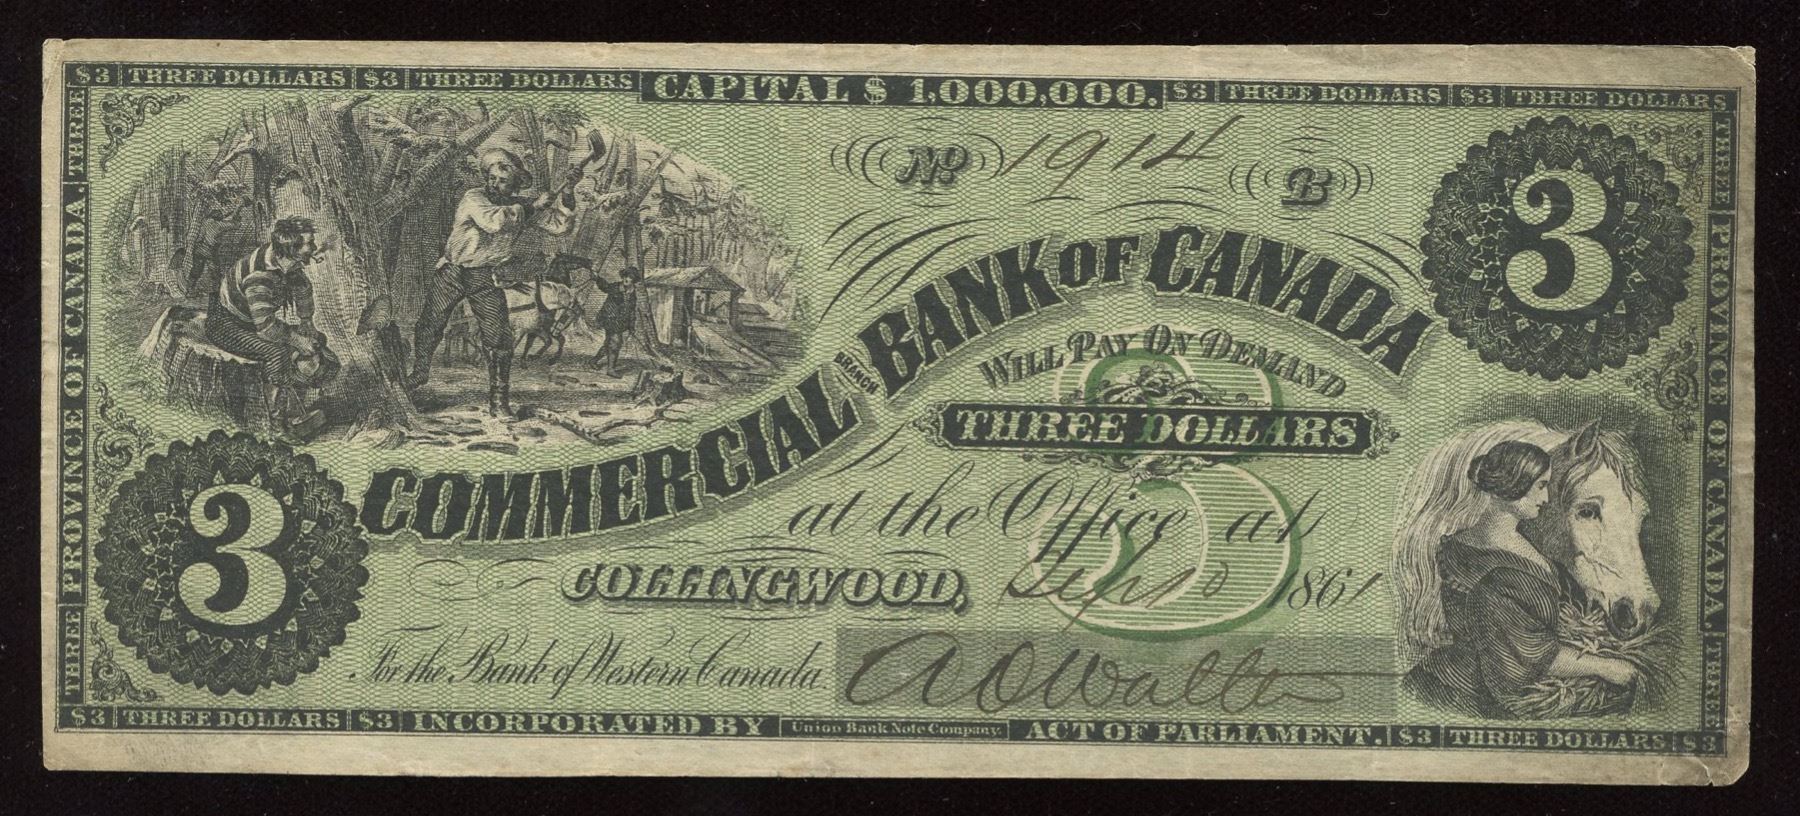 $3 THREE DOLLARS $3 THREE DOLLARS CAPITAL $ 1,000,000. $3 THREE DOLLARS $3 THREE DOLLARS
THREE PROVINCE OF CANADA. THREE
THREE PROVINCE OF CANADA. THREE
No 1914 B
3
COMMERCIAL BRANCH BANK OF CANADA
WILL PAY ON DEMAND
THREE DOLLARS
3
3
at the Office at
COLLINGWOOD, Sep 10 1861
For the Bank of Western Canada.
$3 THREE DOLLARS $3 INCORPORATED BY Union Bank Note Company. ACT OF PARLIAMENT. $3 THREE DOLLARS $3